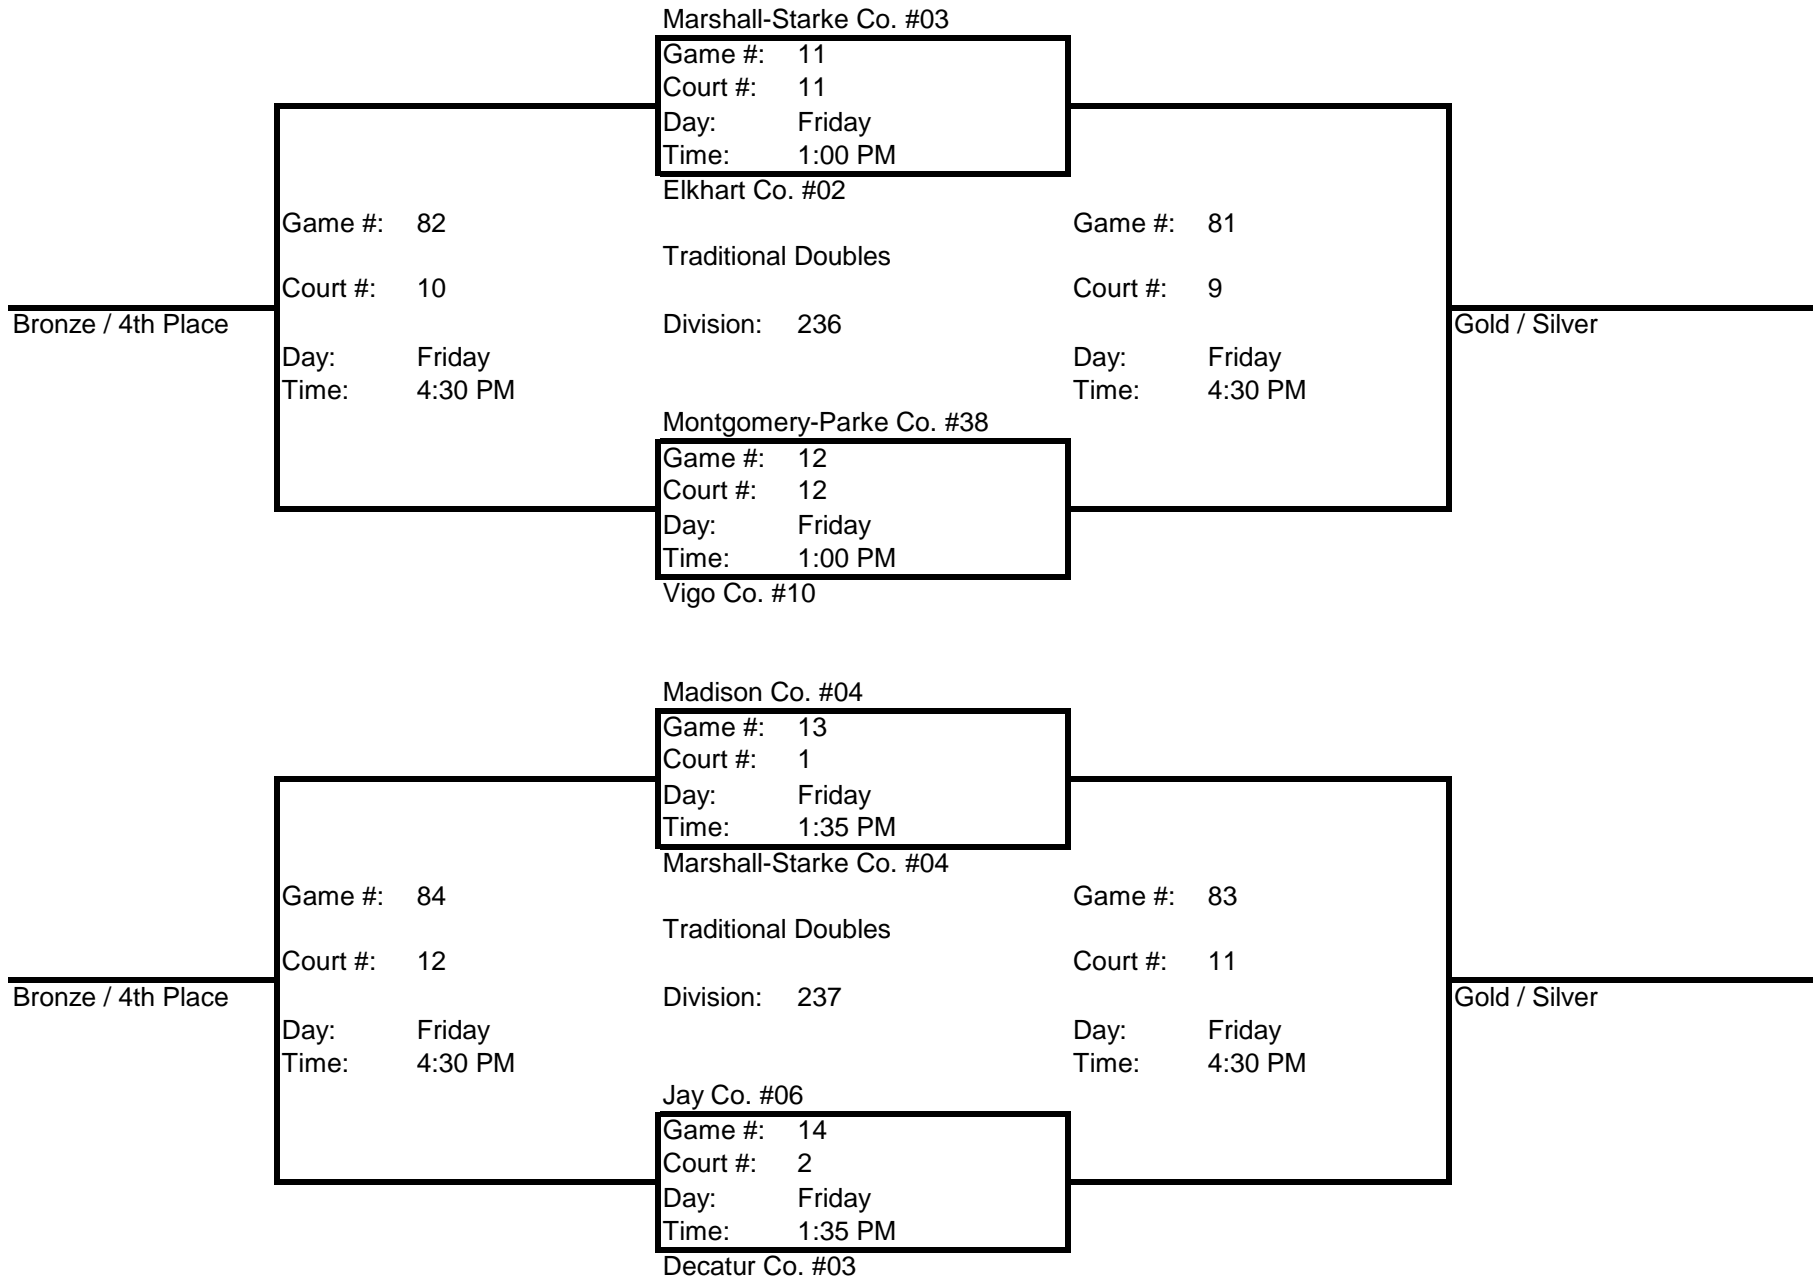 Marshall-Starke Co. #03
Game #: 11
Court #: 11
Day: Friday
Time: 1:00 PM
Elkhart Co. #02
Game #: 82
Game #: 81
Traditional Doubles
Court #: 10
Court #: 9
Bronze / 4th Place
Division: 236
Gold / Silver
Day: Friday
Day: Friday
Time: 4:30 PM
Time: 4:30 PM
Montgomery-Parke Co. #38
Game #: 12
Court #: 12
Day: Friday
Time: 1:00 PM
Vigo Co. #10
Madison Co. #04
Game #: 13
Court #: 1
Day: Friday
Time: 1:35 PM
Marshall-Starke Co. #04
Game #: 84
Game #: 83
Traditional Doubles
Court #: 12
Court #: 11
Bronze / 4th Place
Division: 237
Gold / Silver
Day: Friday
Day: Friday
Time: 4:30 PM
Time: 4:30 PM
Jay Co. #06
Game #: 14
Court #: 2
Day: Friday
Time: 1:35 PM
Decatur Co. #03